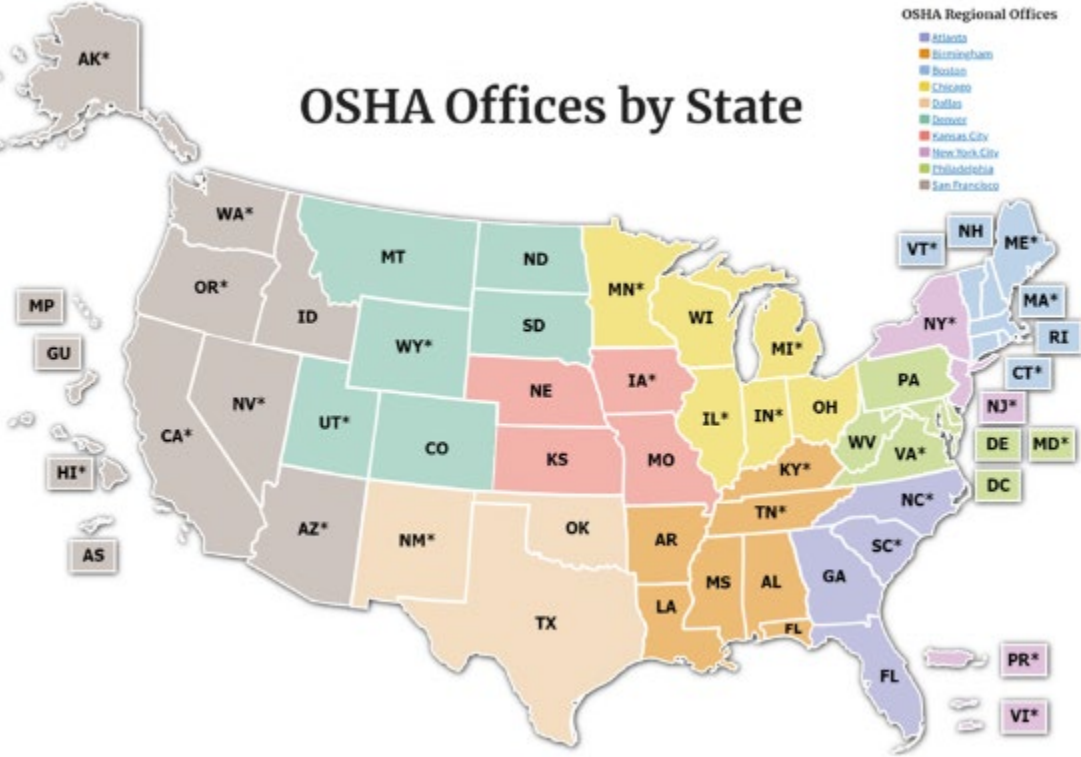 OSHA Regional Offices
Atlanta
Birmingham
Boston
Chicago
Dallas
Denver
Kansas City
New York City
Philadelphia
San Francisco
OSHA Offices by State
AK*
WA*
OR*
ID
MT
ND
SD
WY*
MN*
WI
MI*
VT*
NH
ME*
MA*
RI
CT*
NY*
NJ*
PA
DE
MD*
DC
MP
GU
CA*
NV*
UT*
CO
NE
IA*
KS
MO
IL*
IN*
OH
WV
VA*
KY*
HI*
AS
AZ*
NM*
OK
TX
AR
TN*
NC*
SC*
LA
MS
AL
GA
FL
FL
PR*
VI*